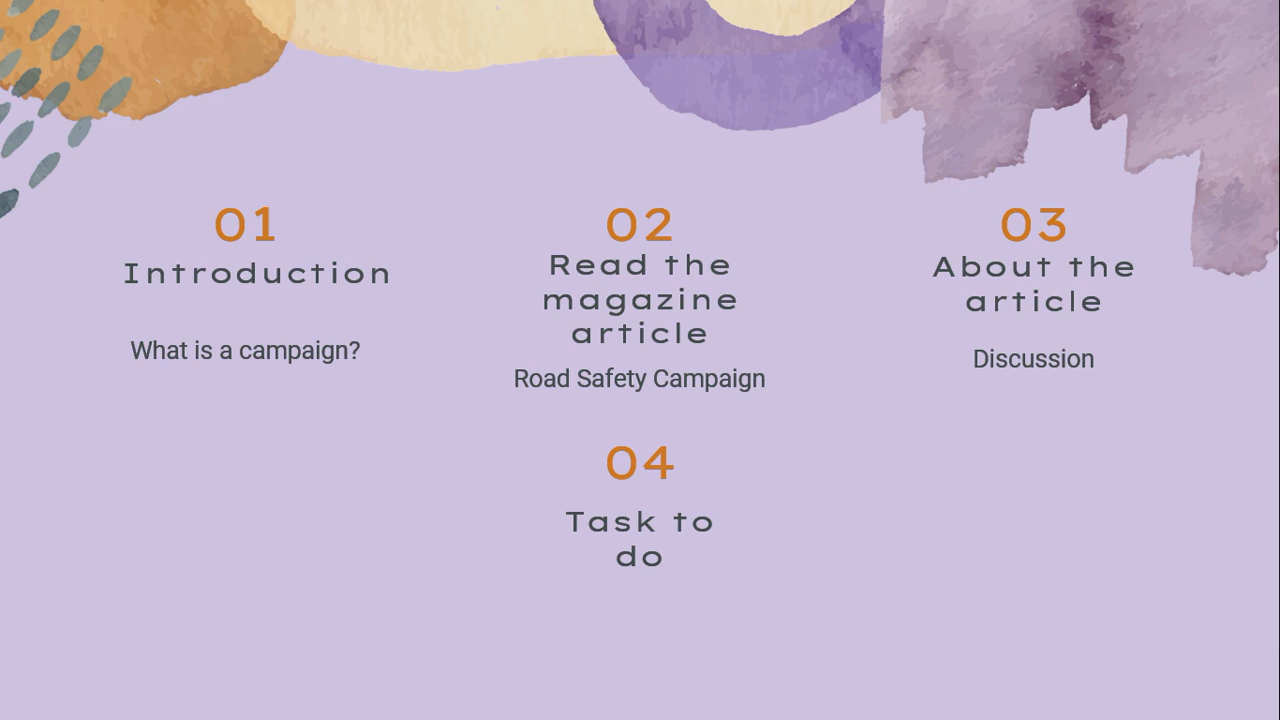 01
Introduction
What is a campaign?
02
Read the
magazine
article
Road Safety Campaign
03
About the
article
Discussion
04
Task to
do